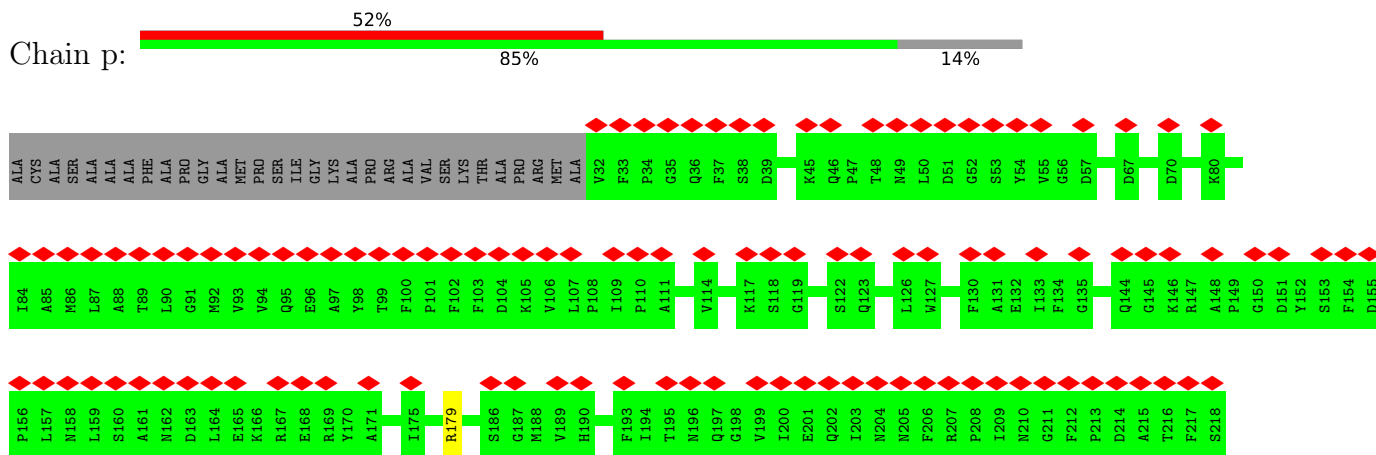 52%
Chain p:
85% 14%
ALA CYS ALA SER ALA ALA ALA PHE ALA PRO GLY ALA MET PRO SER ILE GLY LYS ALA PRO ARG ALA VAL SER LYS THR ALA PRO ARG MET ALA V32 F33 P34 G35 Q36 F37 S38 D39 K45 Q46 P47 T48 N49 L50 D51 G52 S53 Y54 V55 G56 D57 D67 D70 K80
I84 A85 M86 L87 A88 T89 L90 G91 M92 V93 V94 Q95 E96 A97 Y98 T99 F100 P101 F102 F103 D104 K105 V106 L107 P108 I109 P110 A111 V114 K117 S118 G119 S122 Q123 L126 W127 F130 A131 E132 I133 F134 G135 Q144 G145 K146 R147 A148 P149 G150 D151 Y152 S153 F154 D155
P156 L157 N158 L159 S160 A161 N162 D163 L164 E165 K166 R167 E168 R169 Y170 A171 I175 R179 S186 G187 M188 V189 H190 F193 I194 T195 N196 Q197 G198 V199 I200 E201 Q202 I203 N204 N205 F206 R207 P208 I209 N210 G211 F212 P213 D214 A215 T216 F217 S218